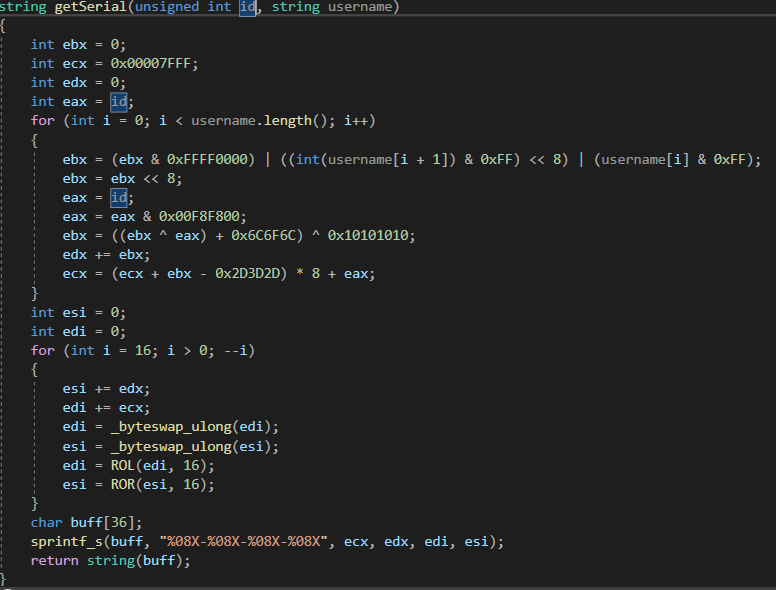 string getSerial(unsigned int id, string username)
{
int ebx = 0;
int ecx = 0x00007FFF;
int edx = 0;
int eax = id;
for (int i = 0; i < username.length(); i++)
{
ebx = (ebx & 0xFFFF0000) | ((int(username[i + 1]) & 0xFF) << 8) | (username[i] & 0xFF);
ebx = ebx << 8;
eax = id;
eax = eax & 0x00F8F800;
ebx = ((ebx ^ eax) + 0x6C6F6C) ^ 0x10101010;
edx += ebx;
ecx = (ecx + ebx - 0x2D3D2D) * 8 + eax;
}
int esi = 0;
int edi = 0;
for (int i = 16; i > 0; --i)
{
esi += edx;
edi += ecx;
edi = _byteswap_ulong(edi);
esi = _byteswap_ulong(esi);
edi = ROL(edi, 16);
esi = ROR(esi, 16);
}
char buff[36];
sprintf_s(buff, "%08X-%08X-%08X-%08X", ecx, edx, edi, esi);
return string(buff);
}